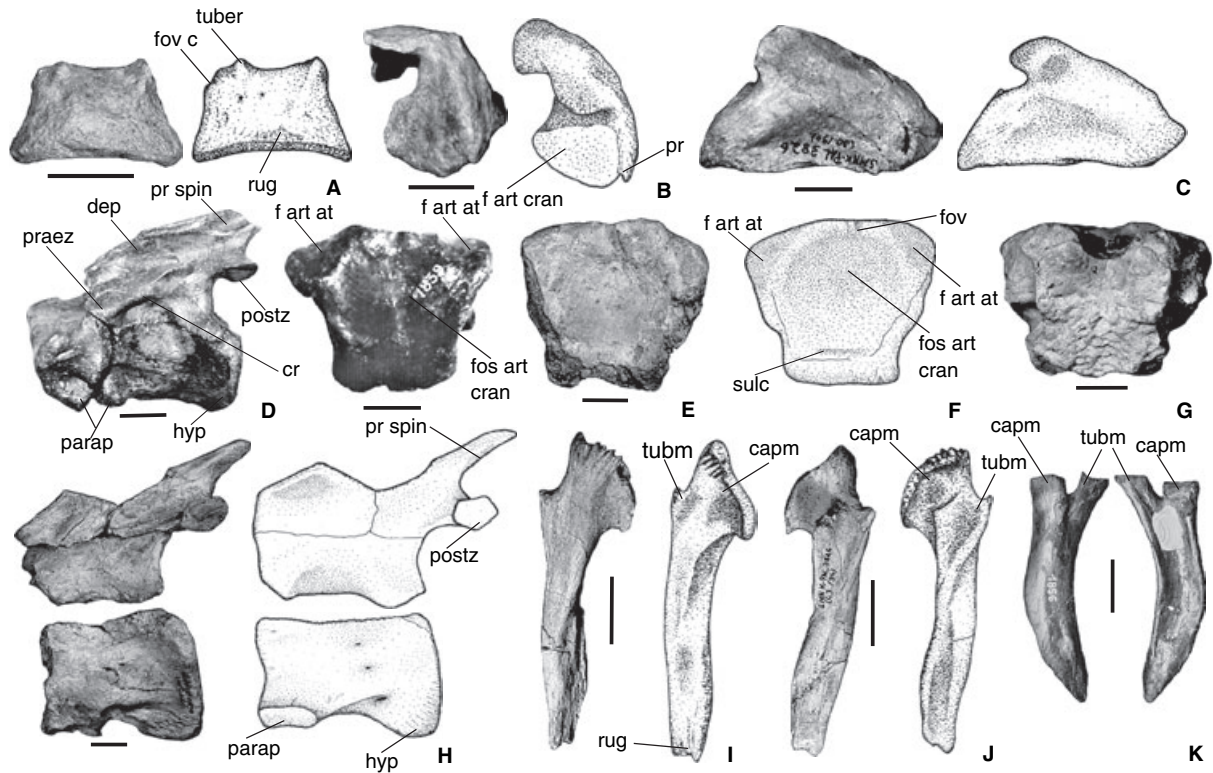 tuber
fov c
rug
A
f art cran
pr
B
C
pr spin
dep
praez
postz
cr
parap
hyp
D
f art at
f art at
fos art
cran
E
f art at
fov
f art at
fos art
cran
sulc
F
G
pr spin
postz
parap
hyp
H
tubm
capm
rug
I
capm
tubm
J
capm
tubm
capm
1856
K